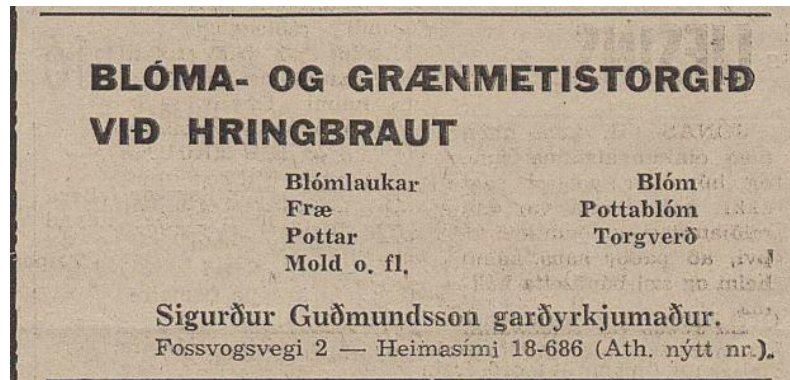 BLÓMA- OG GRÆNMETISTORGIÐ
VIÐ HRINGBRAUT
Blómlaukar Blóm
Fræ Pottablóm
Pottar Torgverð
Mold o. fl.
Sigurður Guðmundsson garðyrkjumaður.
Fossvogsvegi 2 — Heimasími 18-686 (Ath. nýtt nr.).